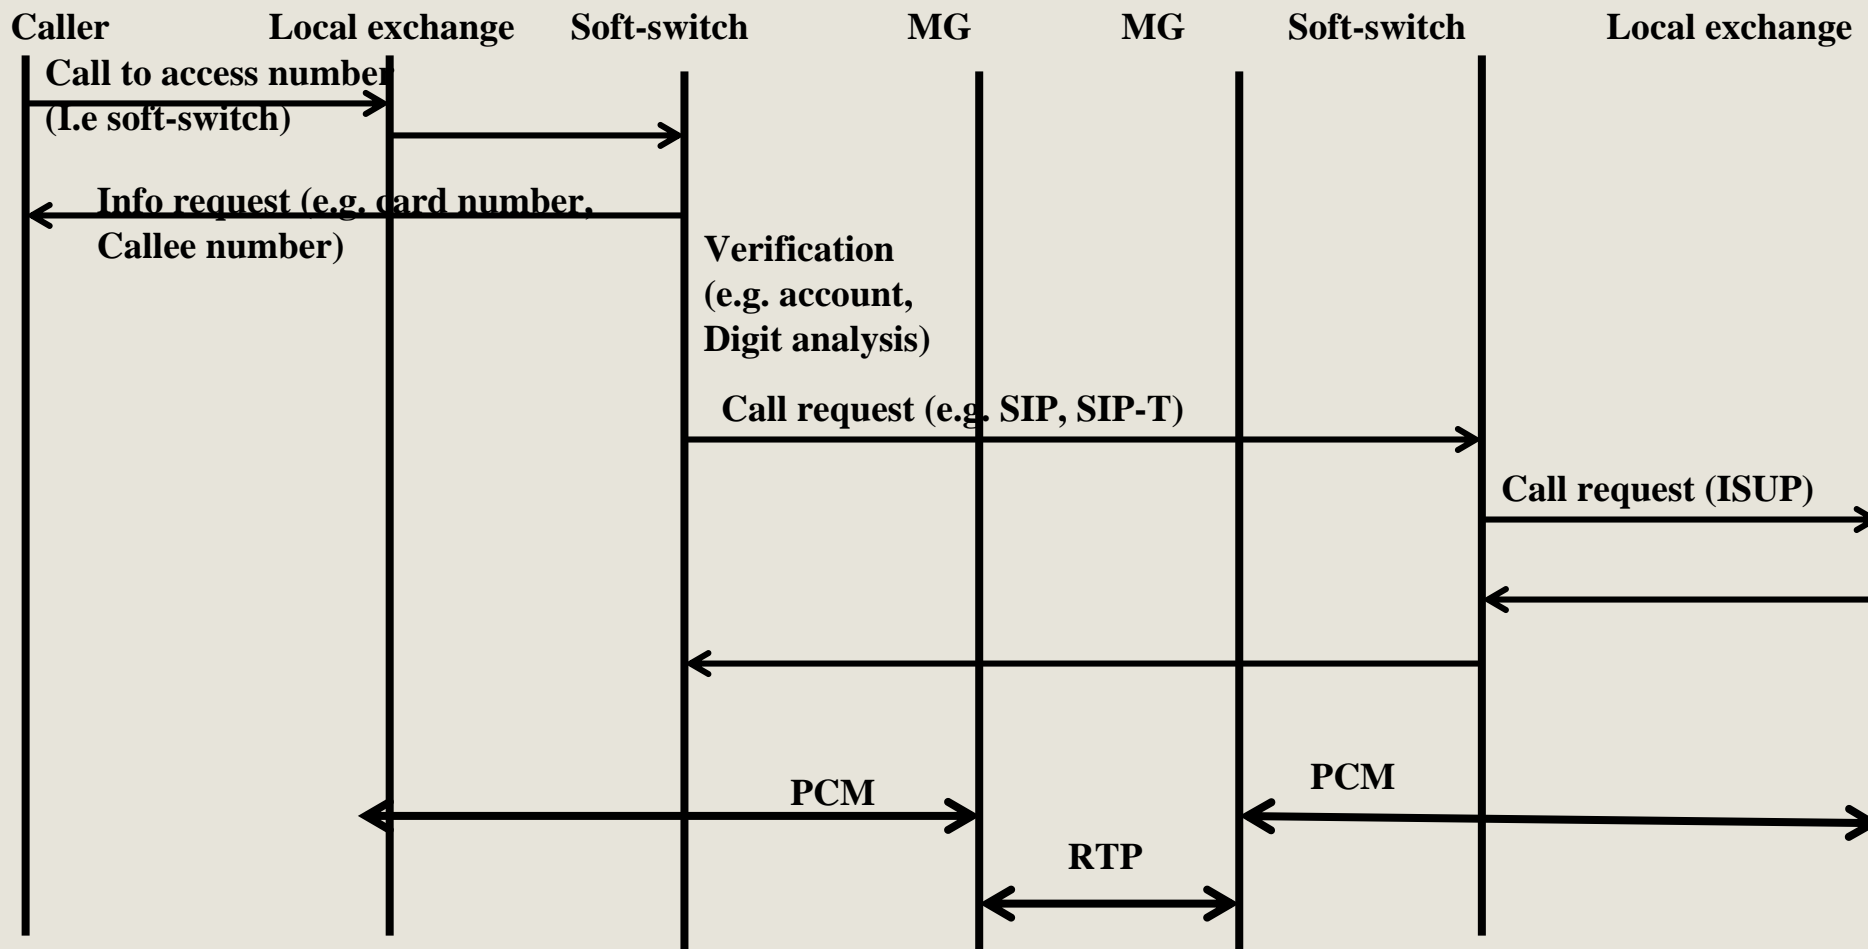 Caller Local exchange Soft-switch MG MG Soft-switch Local exchange
Call to access number
(I.e soft-switch)
Info request (e.g. card number,
Callee number)
Verification
(e.g. account,
Digit analysis)
Call request (e.g. SIP, SIP-T)
Call request (ISUP)
PCM
PCM
RTP